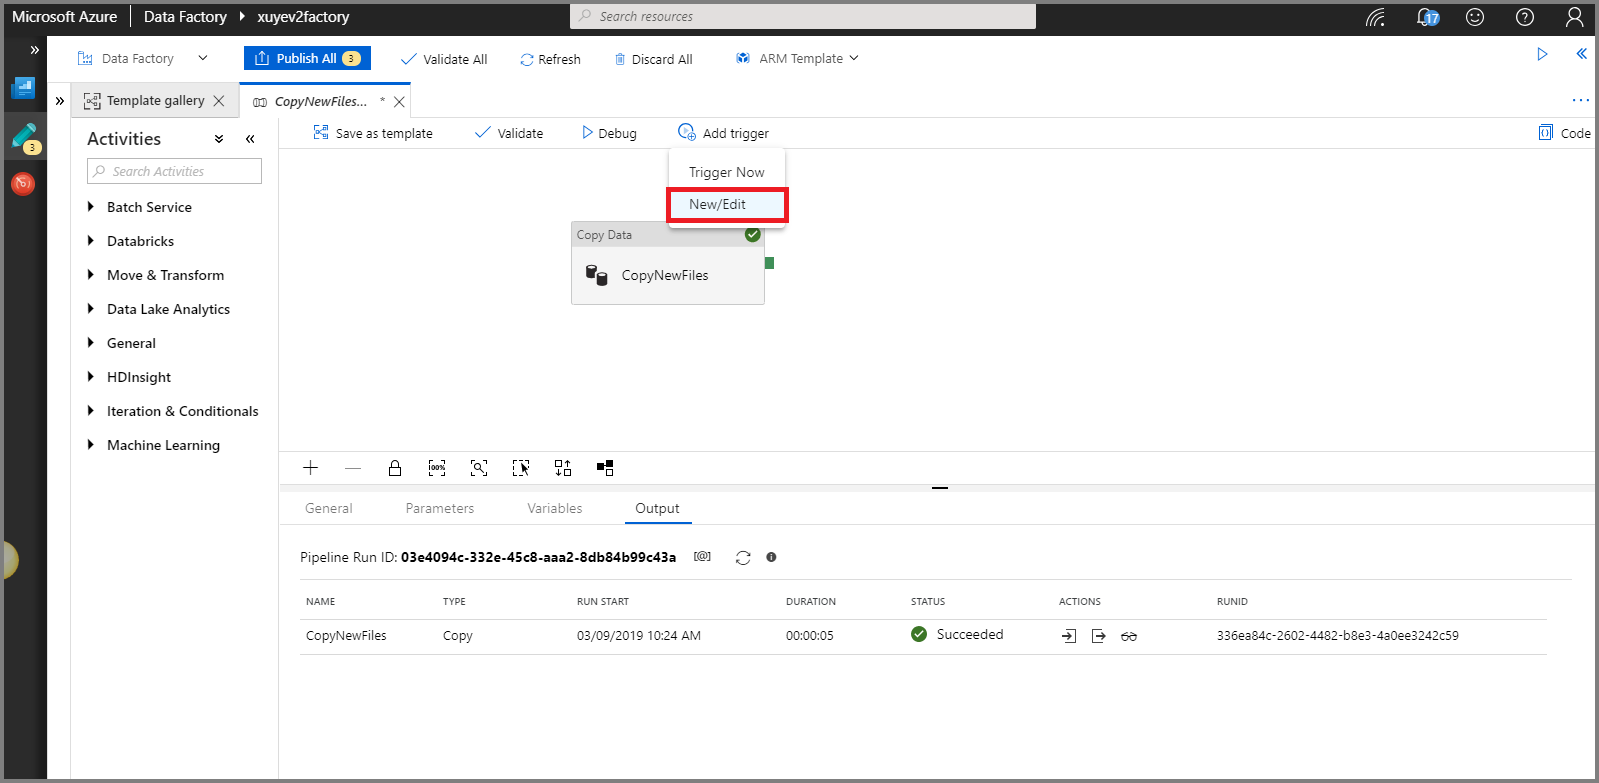 Microsoft Azure Data Factory xuyev2factory Search resources 17
Data Factory Publish All 3 Validate All Refresh Discard All ARM Template
Template gallery CopyNewFiles... *
3
Activities
Search Activities
Batch Service
Databricks
Move & Transform
Data Lake Analytics
General
HDInsight
Iteration & Conditionals
Machine Learning
Save as template Validate Debug Add trigger Code
Trigger Now
New/Edit
Copy Data
CopyNewFiles
100%
General Parameters Variables Output
Pipeline Run ID: 03e4094c-332e-45c8-aaa2-8db84b99c43a [@]
NAME TYPE RUN START DURATION STATUS ACTIONS RUNID
CopyNewFiles Copy 03/09/2019 10:24 AM 00:00:05 Succeeded 336ea84c-2602-4482-b8e3-4a0ee3242c59